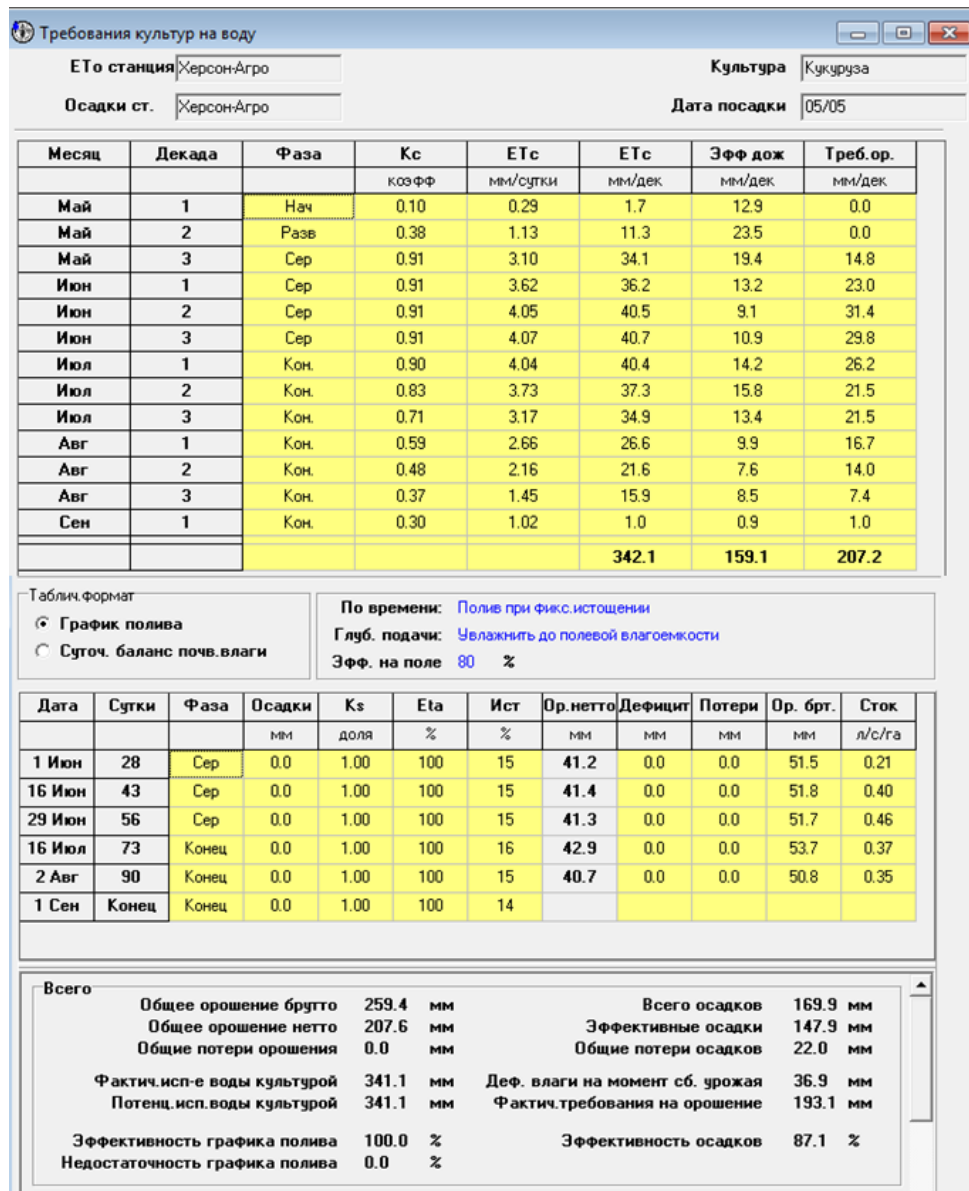 Требования культур на воду
ЕТо станция Херсон-Агро Культура Кукуруза
Осадки ст. Херсон-Агро Дата посадки 05/05
Месяц Декада Фаза Кс ЕТс ЕТс Эфф дож Треб.ор.
коэфф мм/сутки мм/дек мм/дек мм/дек
Май 1 Нач 0.10 0.29 1.7 12.9 0.0
Май 2 Разв 0.38 1.13 11.3 23.5 0.0
Май 3 Сер 0.91 3.10 34.1 19.4 14.8
Июн 1 Сер 0.91 3.62 36.2 13.2 23.0
Июн 2 Сер 0.91 4.05 40.5 9.1 31.4
Июн 3 Сер 0.91 4.07 40.7 10.9 29.8
Июл 1 Кон. 0.90 4.04 40.4 14.2 26.2
Июл 2 Кон. 0.83 3.73 37.3 15.8 21.5
Июл 3 Кон. 0.71 3.17 34.9 13.4 21.5
Авг 1 Кон. 0.59 2.66 26.6 9.9 16.7
Авг 2 Кон. 0.48 2.16 21.6 7.6 14.0
Авг 3 Кон. 0.37 1.45 15.9 8.5 7.4
Сен 1 Кон. 0.30 1.02 1.0 0.9 1.0
342.1 159.1 207.2
Таблич.формат
График полива
Суточ. баланс почв.влаги
По времени: Полив при фикс.истощении
Глуб. подачи: Увлажнить до полевой влагоемкости
Эфф. на поле 80 %
Дата Сутки Фаза Осадки Ks Eta Ист Ор.нетто Дефицит Потери Ор. брт. Сток
мм доля % % мм мм мм мм л/с/га
1 Июн 28 Сер 0.0 1.00 100 15 41.2 0.0 0.0 51.5 0.21
16 Июн 43 Сер 0.0 1.00 100 15 41.4 0.0 0.0 51.8 0.40
29 Июн 56 Сер 0.0 1.00 100 15 41.3 0.0 0.0 51.7 0.46
16 Июл 73 Конец 0.0 1.00 100 16 42.9 0.0 0.0 53.7 0.37
2 Авг 90 Конец 0.0 1.00 100 15 40.7 0.0 0.0 50.8 0.35
1 Сен Конец Конец 0.0 1.00 100 14
Всего
Общее орошение брутто 259.4 мм Всего осадков 169.9 мм
Общее орошение нетто 207.6 мм Эффективные осадки 147.9 мм
Общие потери орошения 0.0 мм Общие потери осадков 22.0 мм
Фактич.исп-е воды культурой 341.1 мм Деф. влаги на момент сб. урожая 36.9 мм
Потенц.исп.воды культурой 341.1 мм Фактич.требования на орошение 193.1 мм
Эффективность графика полива 100.0 % Эффективность осадков 87.1 %
Недостаточность графика полива 0.0 %